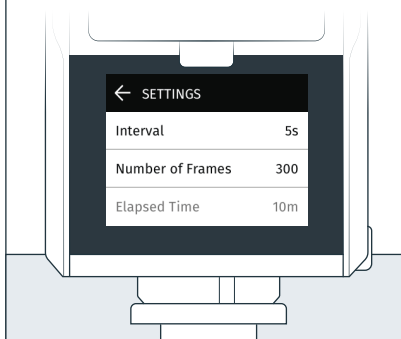 SETTINGS
Interval 5s
Number of Frames 300
Elapsed Time 10m